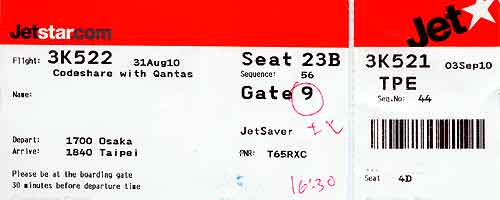 Jetstar.com
Flight: 3K522 31Aug10
Codeshare with Qantas
Name:
Depart: 1700 Osaka
Arrive: 1840 Taipei
Please be at the boarding gate
30 minutes before departure time
Seat 23B
Sequence: 56
Gate 9
JetSaver
PNR: T65RXC
16:30
Jet
3K521 03Sep10
TPE
Seq.No: 44
Seat 4D